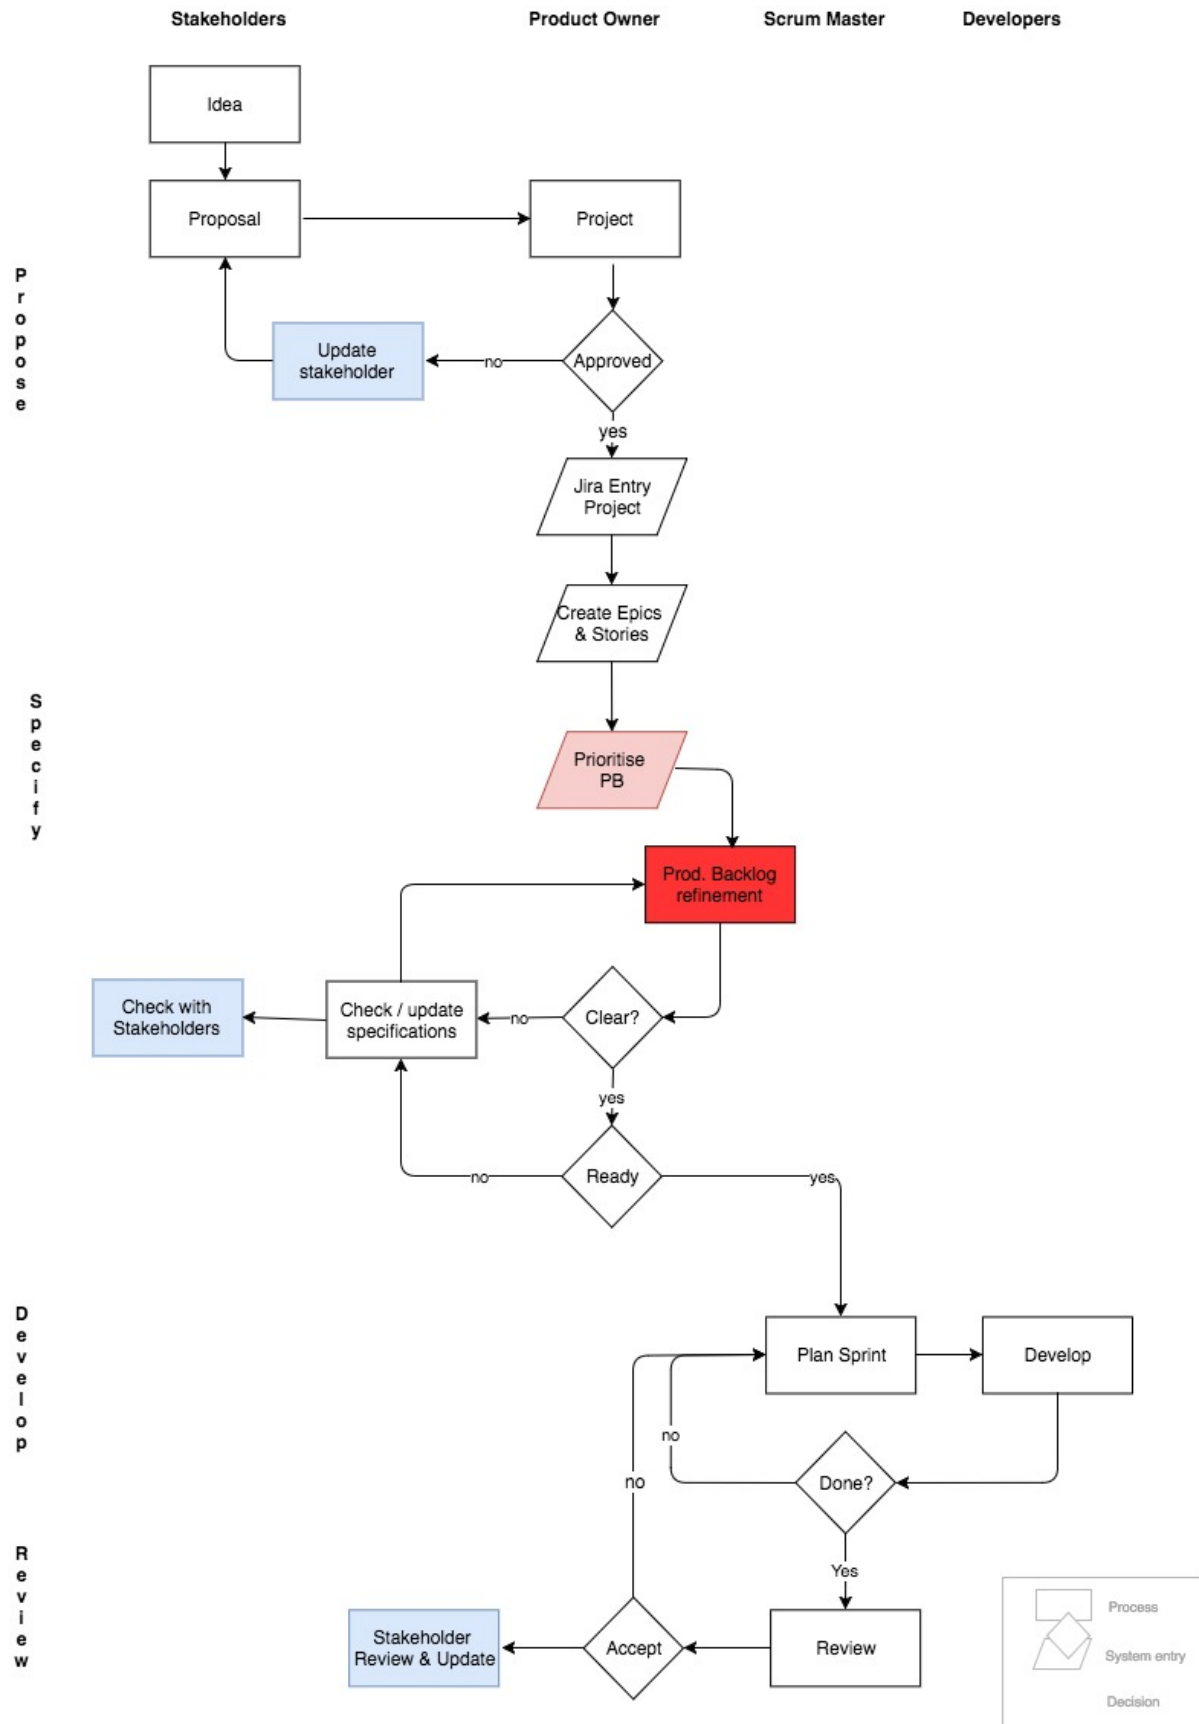 Stakeholders
Product Owner
Scrum Master
Developers
Idea
Proposal
Project
Propose
Update
stakeholder
no
Approved
yes
Jira Entry
Project
Create Epics
& Stories
Specify
Prioritise
PB
Prod. Backlog
refinement
Check with
Stakeholders
Check / update
specifications
no
Clear?
yes
no
Ready
yes
Develop
Plan Sprint
Develop
no
no
Done?
Yes
Review
Stakeholder
Review & Update
Accept
Review
Process
System entry
Decision